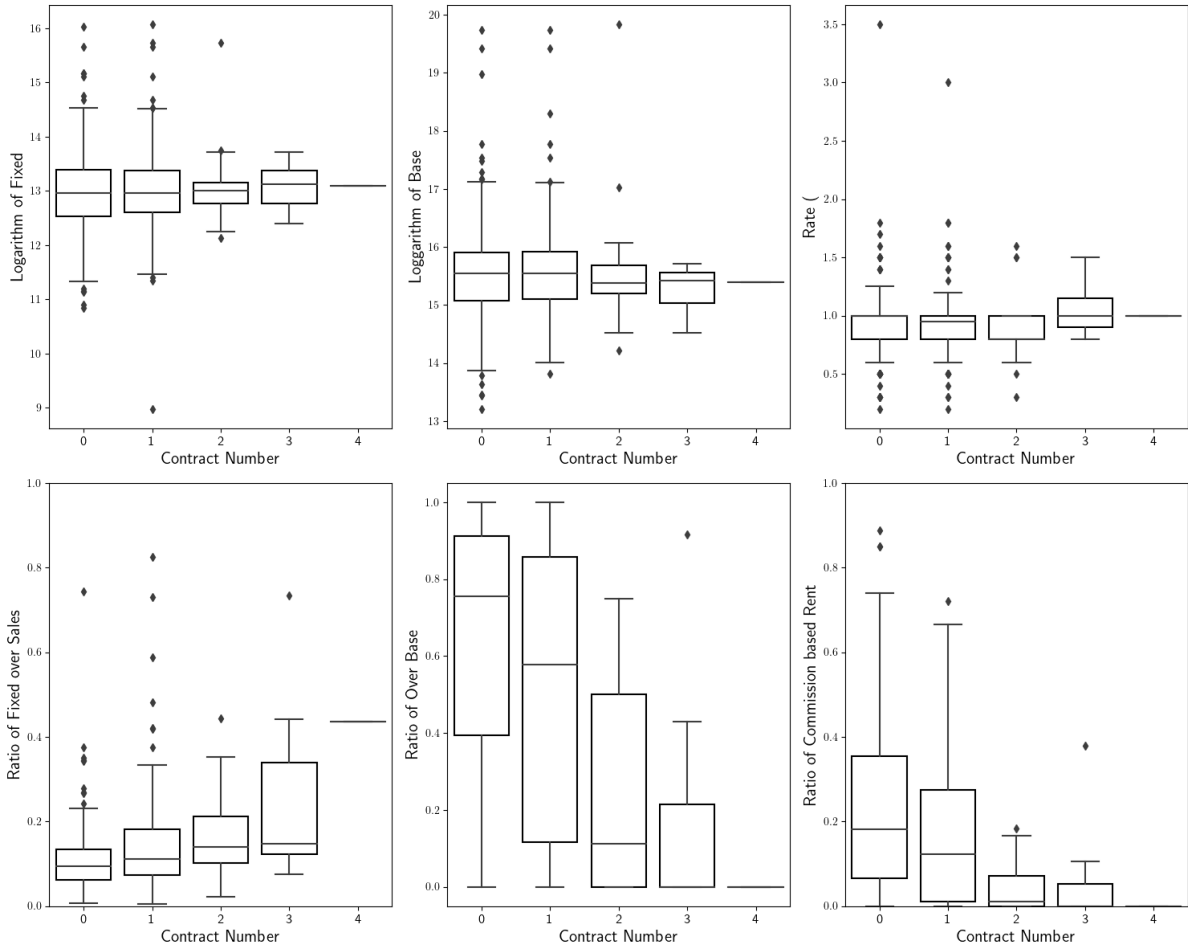 Logarithm of Fixed
16
15
14
13
12
11
10
9
0 1 2 3 4
Contract Number
Loggarithm of Base
20
19
18
17
16
15
14
13
0 1 2 3 4
Contract Number
Rate (
3.5
3.0
2.5
2.0
1.5
1.0
0.5
0 1 2 3 4
Contract Number
Ratio of Fixed over Sales
1.0
0.8
0.6
0.4
0.2
0.0
0 1 2 3 4
Contract Number
Ratio of Over Base
1.0
0.8
0.6
0.4
0.2
0.0
0 1 2 3 4
Contract Number
Ratio of Commission based Rent
1.0
0.8
0.6
0.4
0.2
0.0
0 1 2 3 4
Contract Number